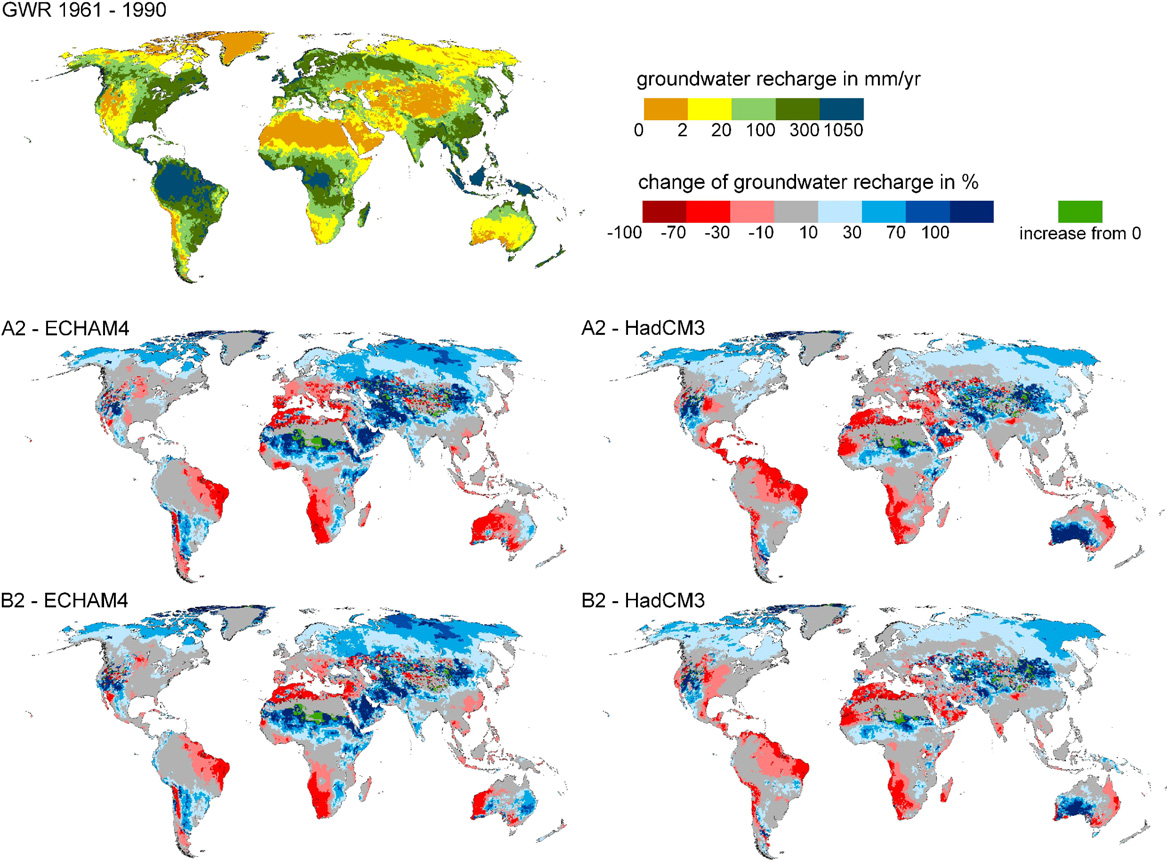 GWR 1961 - 1990
groundwater recharge in mm/yr
0 2 20 100 300 1050
change of groundwater recharge in %
-100 -70 -30 -10 10 30 70 100 increase from 0
A2 - ECHAM4 A2 - HadCM3
B2 - ECHAM4 B2 - HadCM3